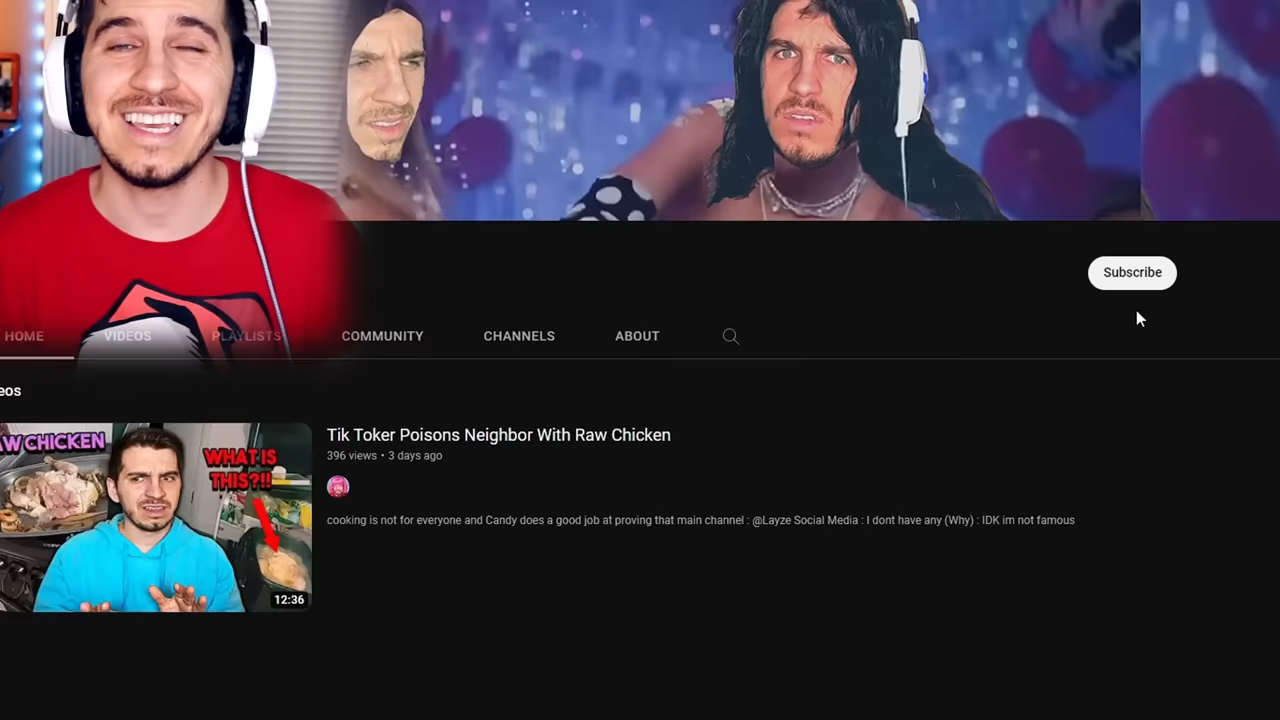 Subscribe
HOME VIDEOS PLAYLISTS COMMUNITY CHANNELS ABOUT
eos
W CHICKEN
WHAT IS
THIS?!!
12:36
Tik Toker Poisons Neighbor With Raw Chicken
396 views • 3 days ago
cooking is not for everyone and Candy does a good job at proving that main channel : @Layze Social Media : I dont have any (Why) : IDK im not famous